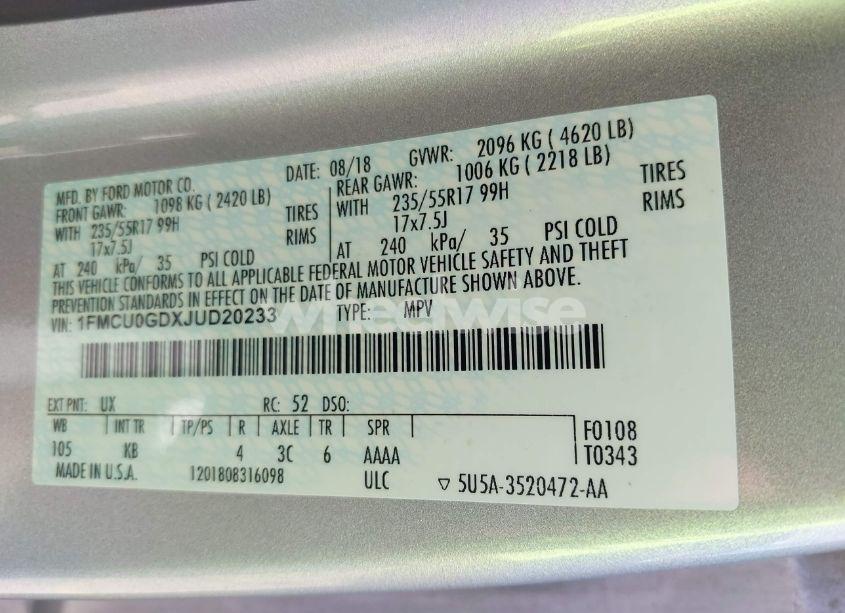 MFD. BY FORD MOTOR CO. DATE: 08/18 GVWR: 2096 KG ( 4620 LB)
FRONT GAWR: 1098 KG ( 2420 LB) REAR GAWR: 1006 KG ( 2218 LB)
WITH 235/55R17 99H TIRES WITH 235/55R17 99H TIRES
17x7.5J RIMS 17x7.5J RIMS
AT 240 kPa/ 35 PSI COLD AT 240 kPa/ 35 PSI COLD
THIS VEHICLE CONFORMS TO ALL APPLICABLE FEDERAL MOTOR VEHICLE SAFETY AND THEFT
PREVENTION STANDARDS IN EFFECT ON THE DATE OF MANUFACTURE SHOWN ABOVE.
VIN: 1FMCU0GDXJUD20233 TYPE: MPV
wheelwise
EXT PNT: UX RC: 52 DSO:
WB INT TR TP/PS R AXLE TR SPR F0108
105 KB 4 3C 6 AAAA T0343
MADE IN U.S.A. 1201808316098 ULC ▽ 5U5A-3520472-AA